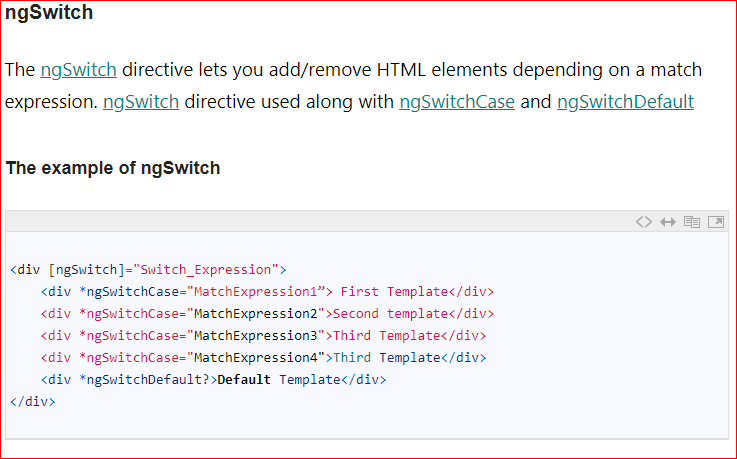 ngSwitch
The ngSwitch directive lets you add/remove HTML elements depending on a match
expression. ngSwitch directive used along with ngSwitchCase and ngSwitchDefault
The example of ngSwitch
<div [ngSwitch]="Switch_Expression">
    <div *ngSwitchCase="MatchExpression1”> First Template</div>
    <div *ngSwitchCase="MatchExpression2">Second template</div>
    <div *ngSwitchCase="MatchExpression3">Third Template</div>
    <div *ngSwitchCase="MatchExpression4">Third Template</div>
    <div *ngSwitchDefault?>Default Template</div>
</div>